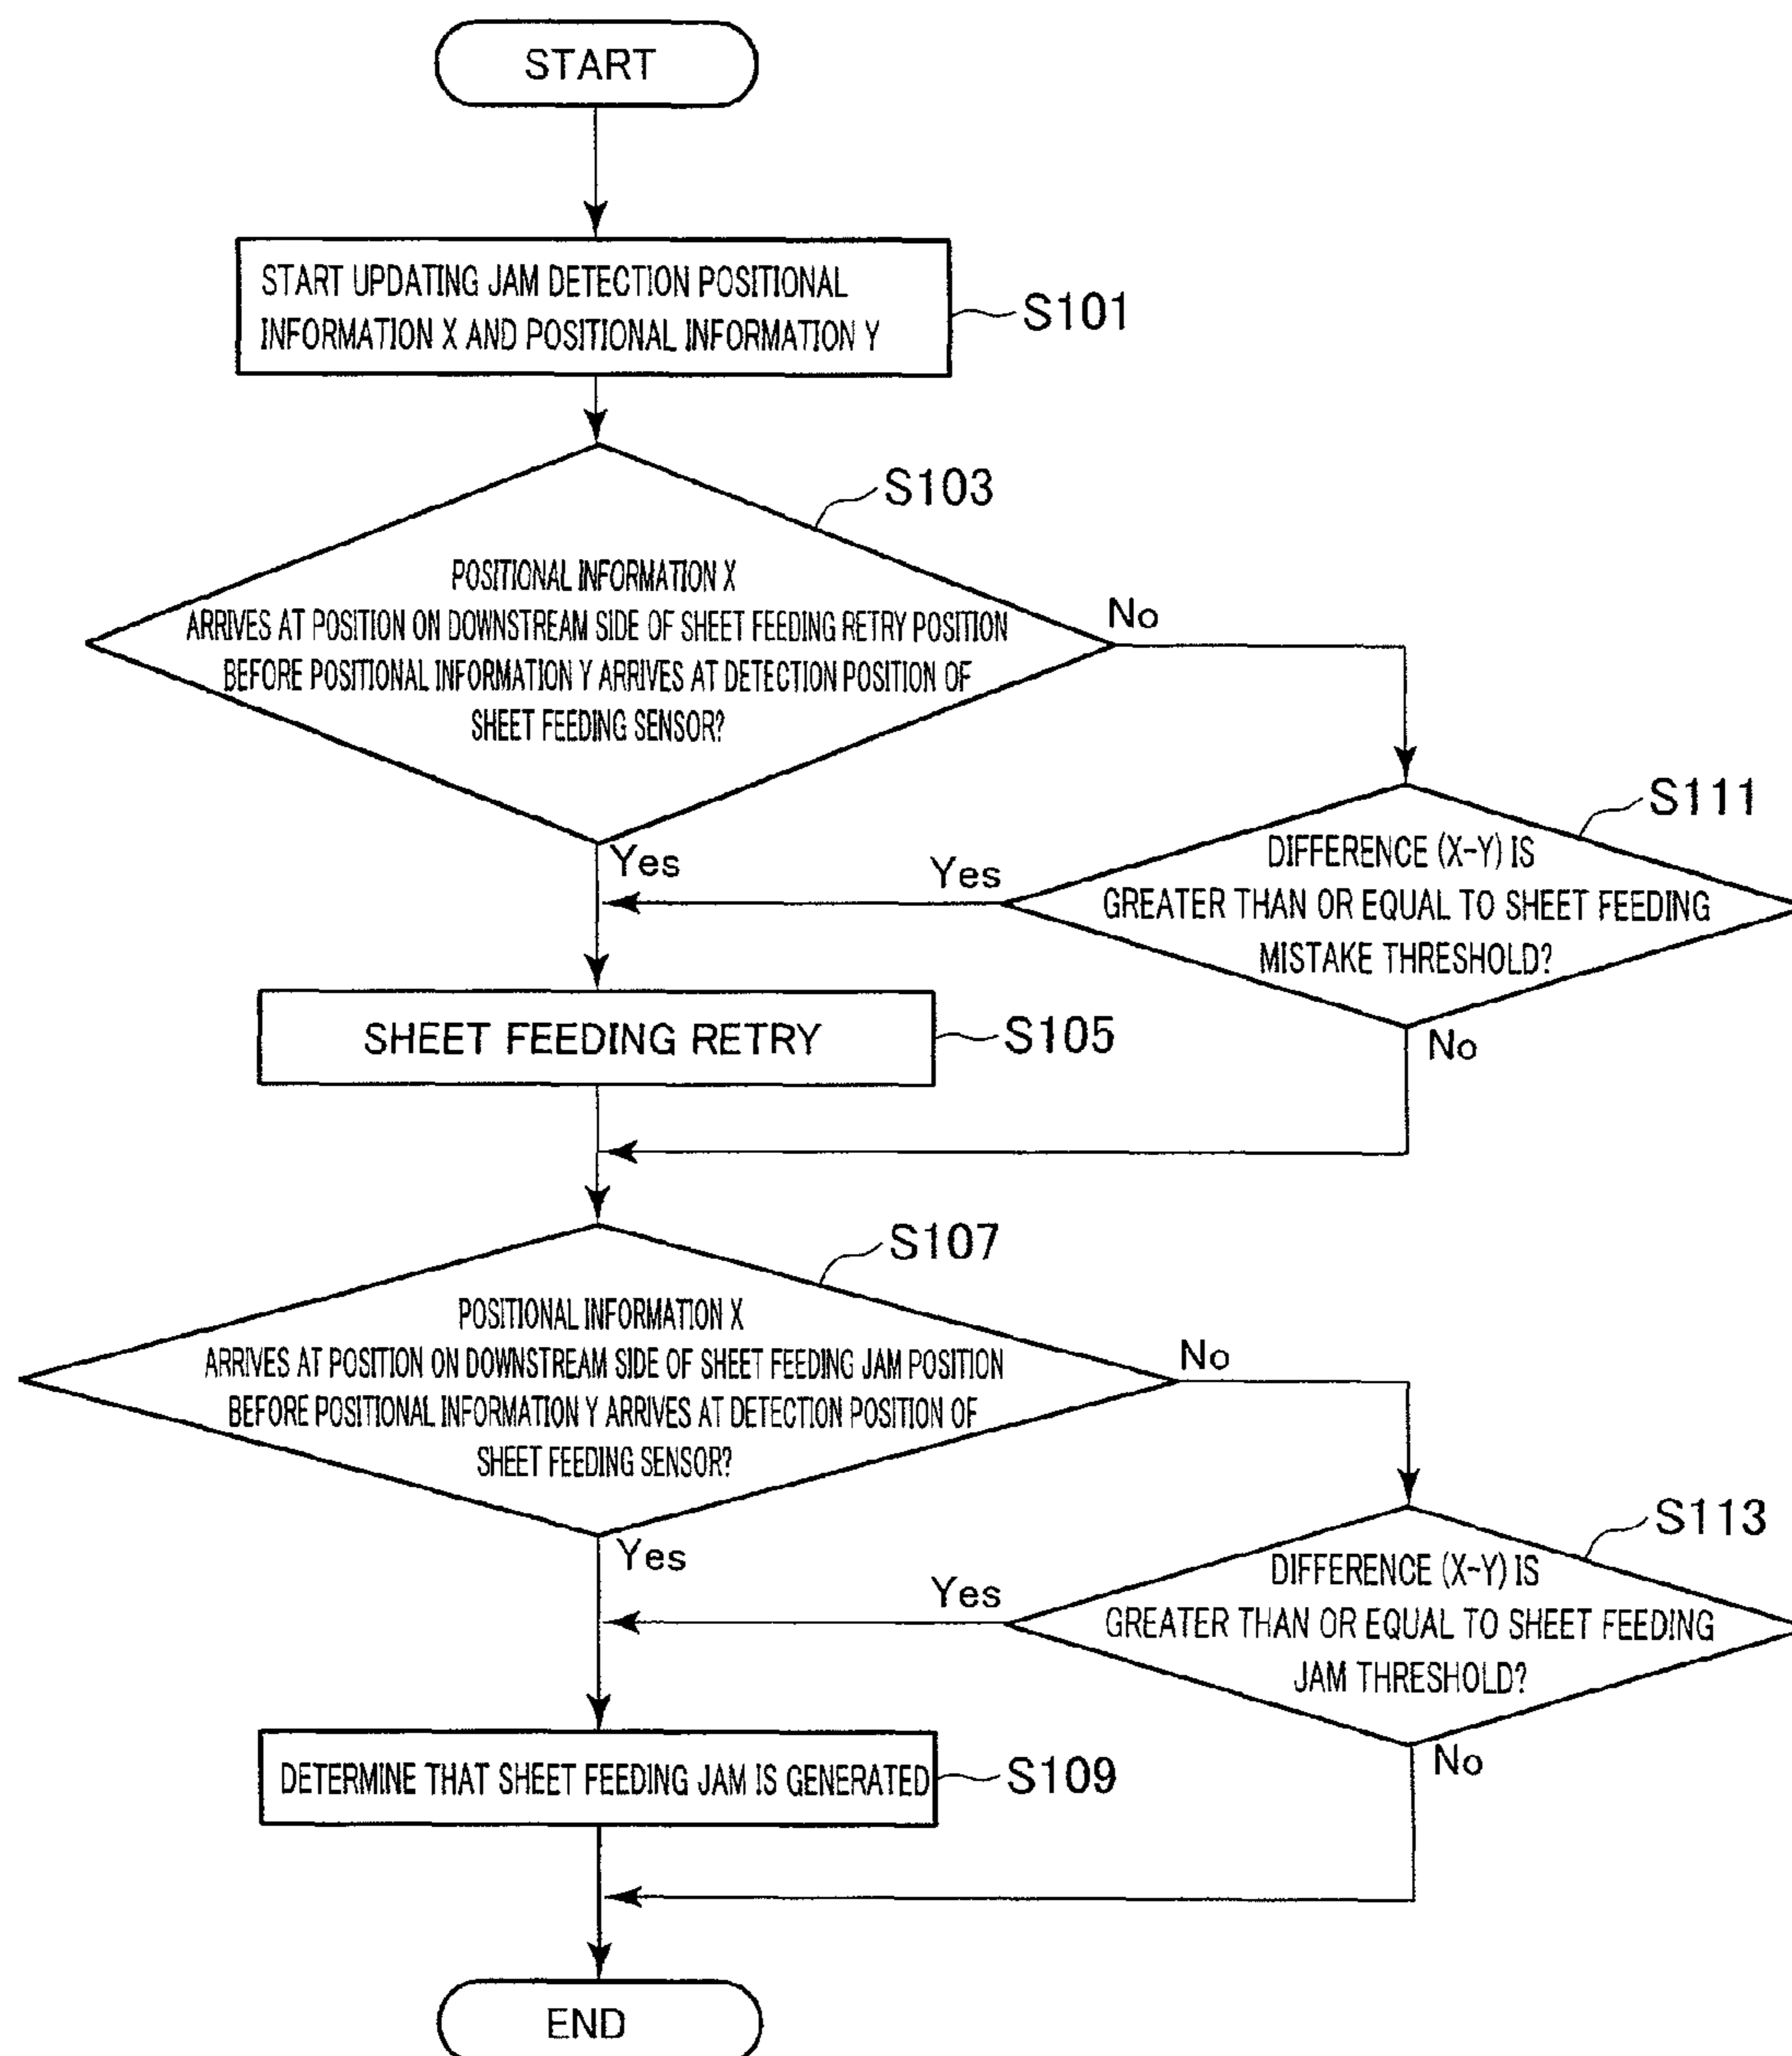 START
START UPDATING JAM DETECTION POSITIONAL
INFORMATION X AND POSITIONAL INFORMATION Y
S101
S103
POSITIONAL INFORMATION X
ARRIVES AT POSITION ON DOWNSTREAM SIDE OF SHEET FEEDING RETRY POSITION
BEFORE POSITIONAL INFORMATION Y ARRIVES AT DETECTION POSITION OF
SHEET FEEDING SENSOR?
No
Yes
S111
DIFFERENCE (X-Y) IS
GREATER THAN OR EQUAL TO SHEET FEEDING
MISTAKE THRESHOLD?
Yes
No
SHEET FEEDING RETRY
S105
S107
POSITIONAL INFORMATION X
ARRIVES AT POSITION ON DOWNSTREAM SIDE OF SHEET FEEDING JAM POSITION
BEFORE POSITIONAL INFORMATION Y ARRIVES AT DETECTION POSITION OF
SHEET FEEDING SENSOR?
No
Yes
S113
DIFFERENCE (X-Y) IS
GREATER THAN OR EQUAL TO SHEET FEEDING
JAM THRESHOLD?
Yes
No
DETERMINE THAT SHEET FEEDING JAM IS GENERATED
S109
END